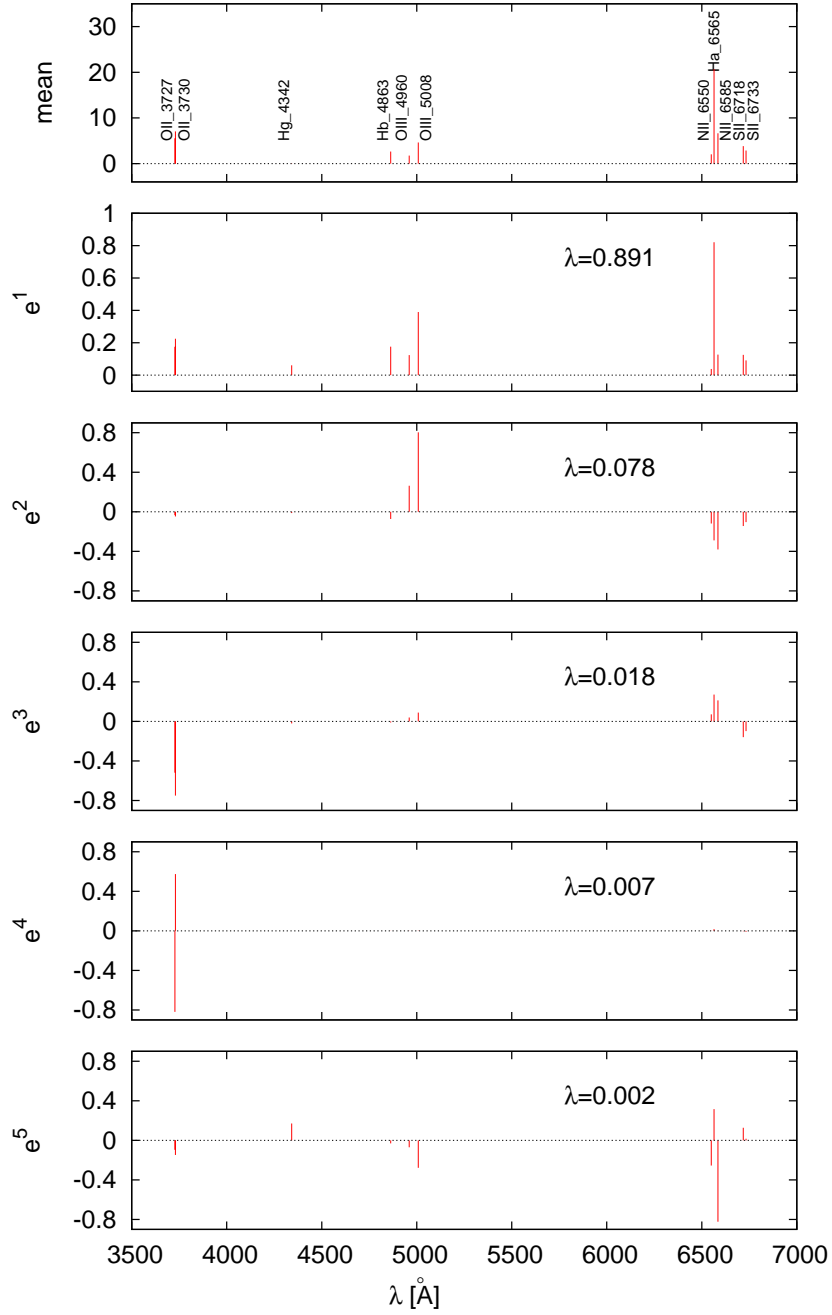 mean
30
20
10
0
OII_3727
OII_3730
Hg_4342
Hb_4863
OIII_4960
OIII_5008
NII_6550
Ha_6565
NII_6585
SII_6718
SII_6733
e1
1
0.8
0.6
0.4
0.2
0
λ=0.891
e2
0.8
0.4
0
-0.4
-0.8
λ=0.078
e3
0.8
0.4
0
-0.4
-0.8
λ=0.018
e4
0.8
0.4
0
-0.4
-0.8
λ=0.007
e5
0.8
0.4
0
-0.4
-0.8
λ=0.002
3500 4000 4500 5000 5500 6000 6500 7000
λ [Å]